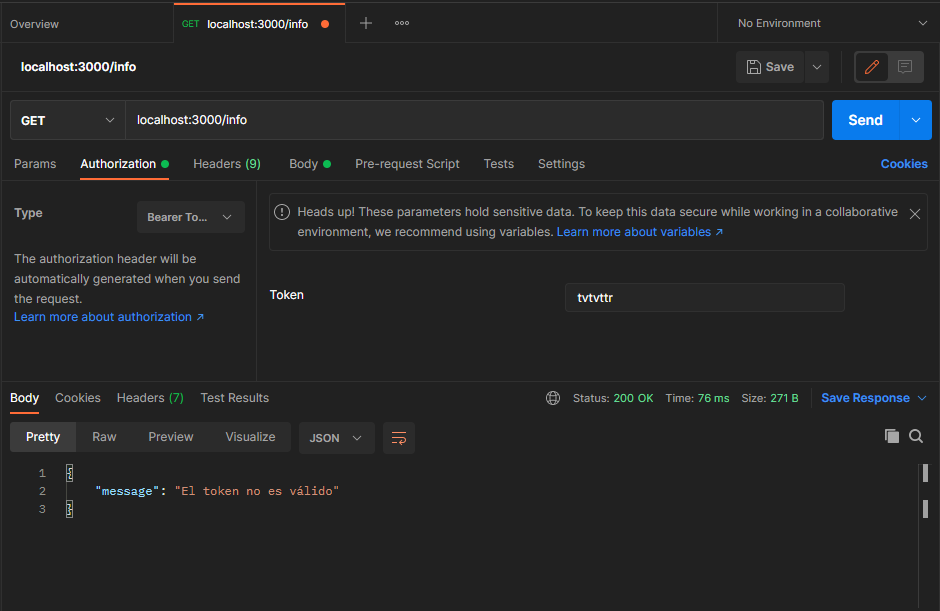 Overview
GET localhost:3000/info
No Environment
localhost:3000/info
Save
GET
localhost:3000/info
Send
Params Authorization Headers (9) Body Pre-request Script Tests Settings Cookies
Type
Bearer To...
The authorization header will be
automatically generated when you send
the request.
Learn more about authorization ↗
Heads up! These parameters hold sensitive data. To keep this data secure while working in a collaborative
environment, we recommend using variables. Learn more about variables ↗
Token
tvtvttr
Body Cookies Headers (7) Test Results
Status: 200 OK Time: 76 ms Size: 271 B Save Response
Pretty Raw Preview Visualize JSON
1 {
2 "message": "El token no es válido"
3 }